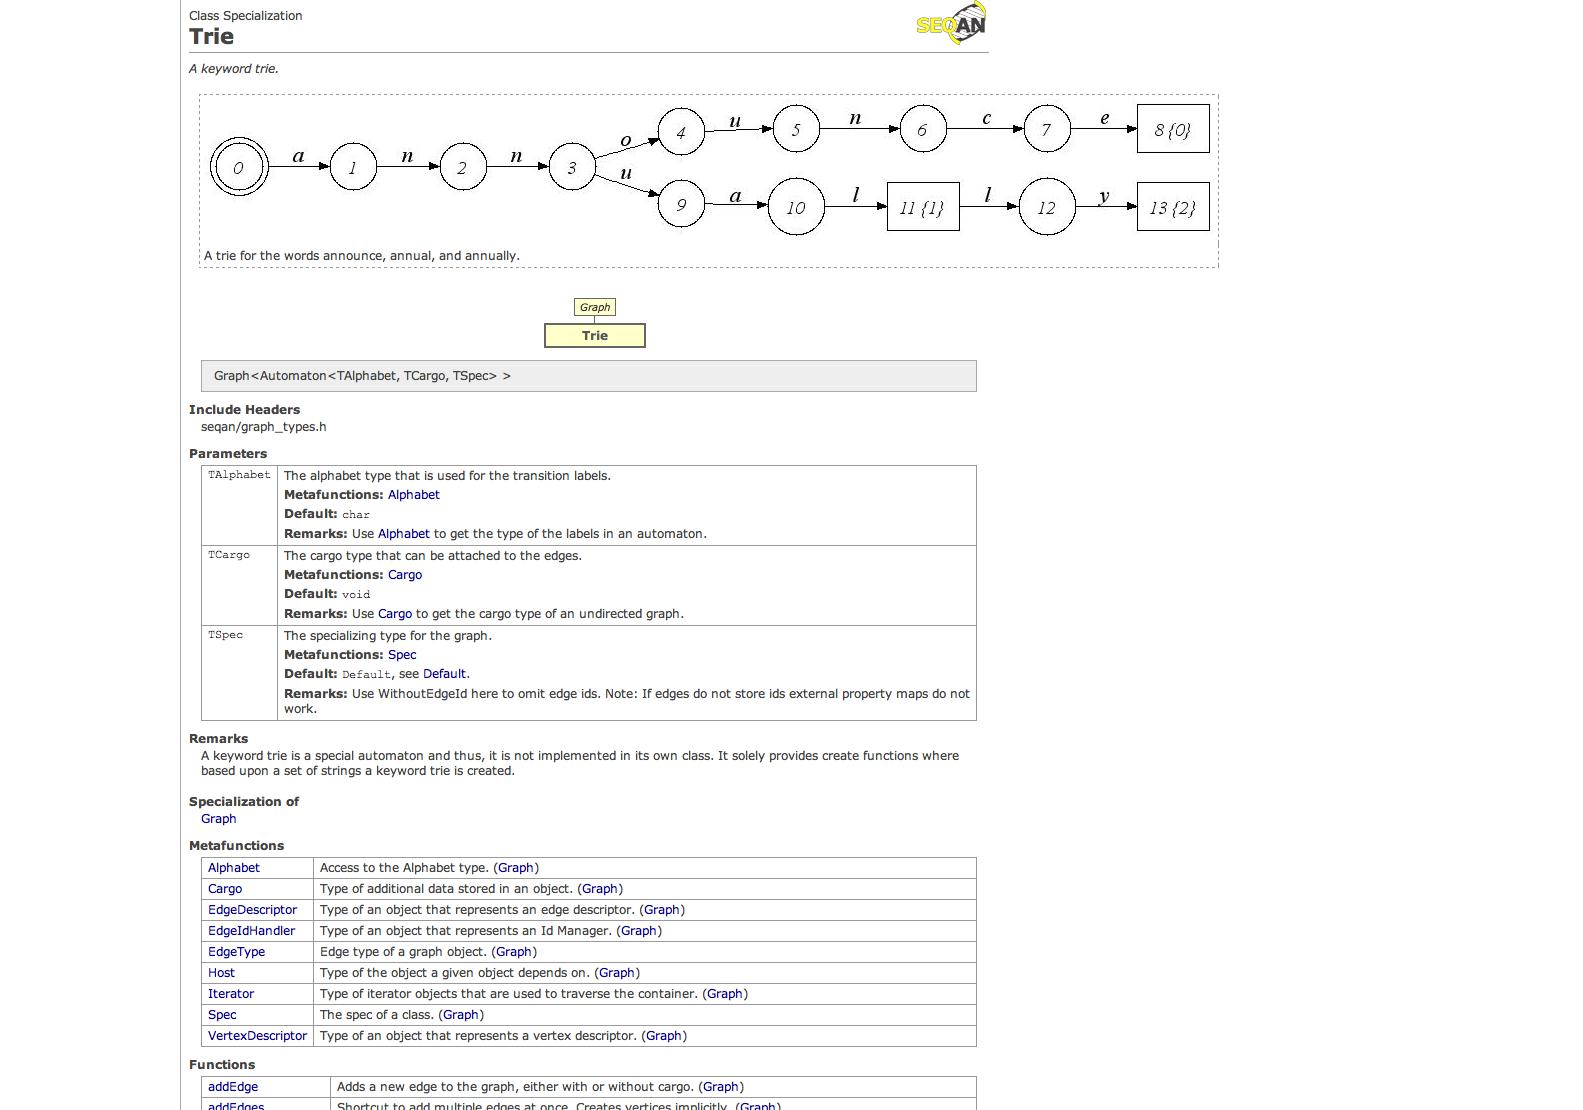 Class Specialization
Trie
SEQAN
A keyword trie.
0 a 1 n 2 n 3 o 4 u 5 n 6 c 7 e 8 {0}
u 9 a 10 l 11 {1} l 12 y 13 {2}
A trie for the words announce, annual, and annually.
Graph
Trie
Graph<Automaton<TAlphabet, TCargo, TSpec> >
Include Headers
seqan/graph_types.h
Parameters
TAlphabet The alphabet type that is used for the transition labels.
Metafunctions: Alphabet
Default: char
Remarks: Use Alphabet to get the type of the labels in an automaton.
TCargo The cargo type that can be attached to the edges.
Metafunctions: Cargo
Default: void
Remarks: Use Cargo to get the cargo type of an undirected graph.
TSpec The specializing type for the graph.
Metafunctions: Spec
Default: Default, see Default.
Remarks: Use WithoutEdgeId here to omit edge ids. Note: If edges do not store ids external property maps do not
work.
Remarks
A keyword trie is a special automaton and thus, it is not implemented in its own class. It solely provides create functions where
based upon a set of strings a keyword trie is created.
Specialization of
Graph
Metafunctions
Alphabet Access to the Alphabet type. (Graph)
Cargo Type of additional data stored in an object. (Graph)
EdgeDescriptor Type of an object that represents an edge descriptor. (Graph)
EdgeIdHandler Type of an object that represents an Id Manager. (Graph)
EdgeType Edge type of a graph object. (Graph)
Host Type of the object a given object depends on. (Graph)
Iterator Type of iterator objects that are used to traverse the container. (Graph)
Spec The spec of a class. (Graph)
VertexDescriptor Type of an object that represents a vertex descriptor. (Graph)
Functions
addEdge Adds a new edge to the graph, either with or without cargo. (Graph)
addEdges Shortcut to add multiple edges at once. Creates vertices implicitly. (Graph)